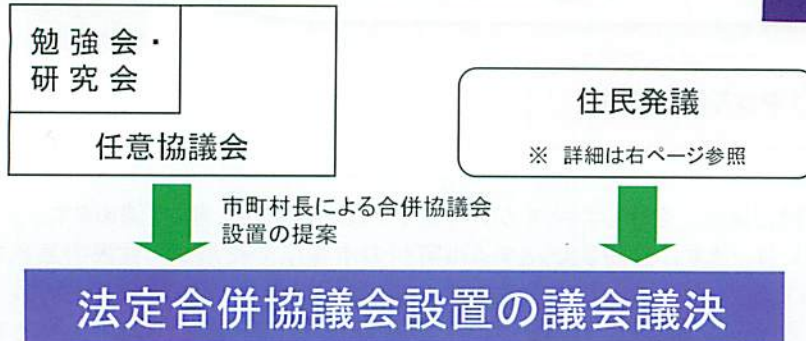 勉強会・
研究会
任意協議会
住民発議
※ 詳細は右ページ参照
市町村長による合併協議会
設置の提案
法定合併協議会設置の議会議決